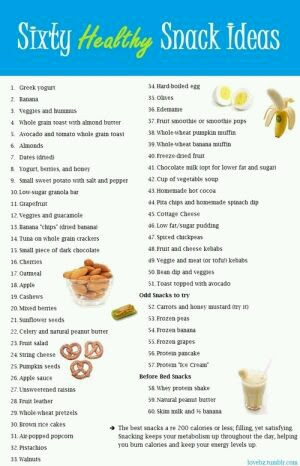 Sixty Healthy Snack Ideas
1. Greek yogurt
2. Banana
3. Veggies and hummus
4. Whole grain toast with almond butter
5. Avocado and tomato whole grain toast
6. Almonds
7. Dates (dried)
8. Yogurt, berries, and honey
9. Small sweet potato with salt and pepper
10. Low-sugar granola bar
11. Grapefruit
12. Veggies and guacamole
13. Banana "chips" (dried banana)
14. Tuna on whole grain crackers
15. Small piece of dark chocolate
16. Cherries
17. Oatmeal
18. Apple
19. Cashews
20. Mixed berries
21. Sunflower seeds
22. Celery and natural peanut butter
23. Fruit salad
24. String cheese
25. Pumpkin seeds
26. Apple sauce
27. Unsweetened raisins
28. Fruit leather
29. Whole-wheat pretzels
30. Brown rice cakes
31. Air-popped popcorn
32. Pistachios
33. Walnuts
34. Hard-boiled egg
35. Olives
36. Edemame
37. Fruit smoothie or smoothie pops
38. Whole-wheat pumpkin muffin
39. Whole-wheat banana muffin
40. Freeze-dried fruit
41. Chocolate milk (opt for lower fat and sugar)
42. Cup of vegetable soup
43. Homemade hot cocoa
44. Pita chips and homemade spinach dip
45. Cottage Cheese
46. Low fat/sugar pudding
47. Spiced chickpeas
48. Fruit and cheese kebabs
49. Veggie and meat (or tofu!) kebabs
50. Bean dip and veggies
51. Toast topped with avocado
Odd Snacks to try
52. Carrots and honey mustard (try it)
53. Frozen peas
54. Frozen banana
55. Frozen grapes
56. Protein pancake
57. Protein "Ice Cream"
Before Bed Snacks
58. Whey protein shake
59. Natural peanut butter
60. Skim milk and ½ banana
➔ The best snacks a re 200 calories or less; filling, yet satisfying.
Snacking keeps your metabolism up throughout the day, helping
you burn calories and keep your energy levels up.
lovehz.tumblr.com